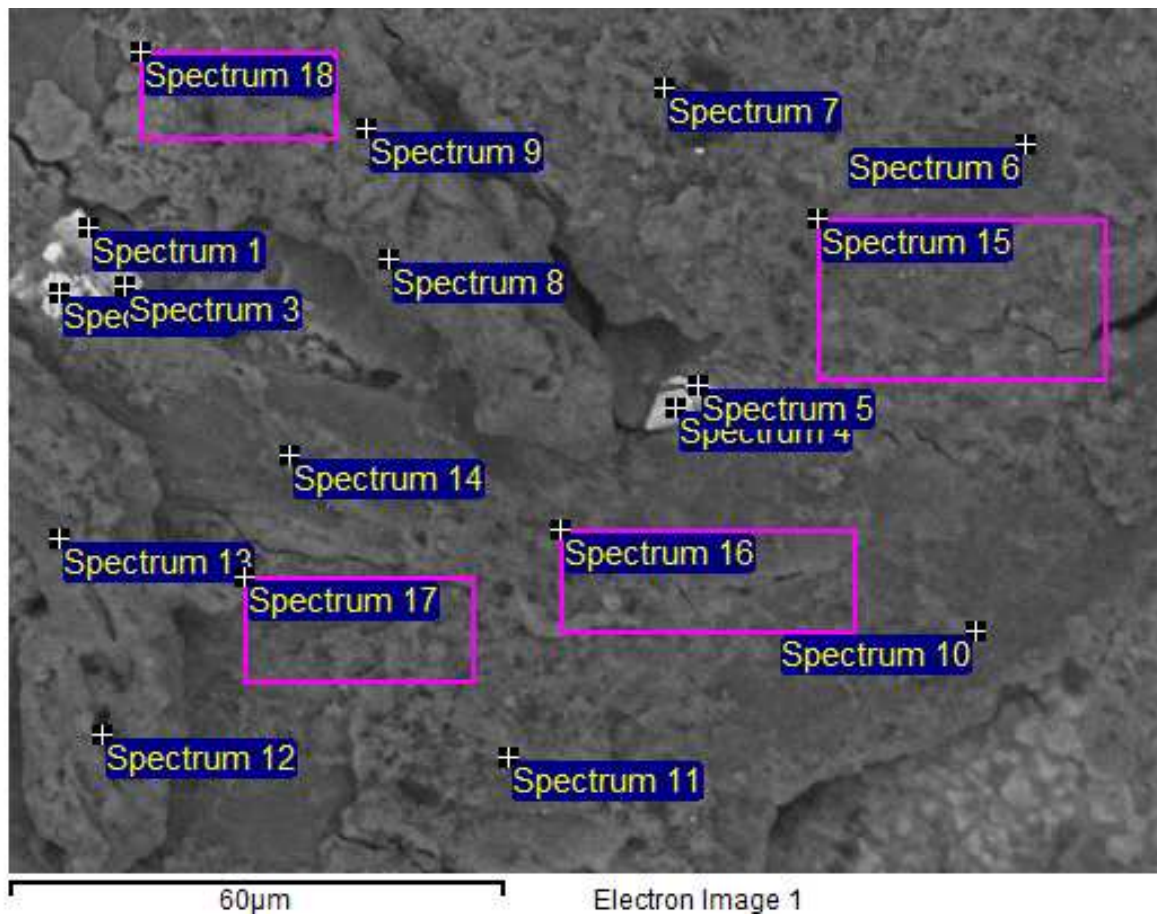 Spectrum 18
Spectrum 7
Spectrum 9
Spectrum 6
Spectrum 1
Spectrum 15
Spectrum 8
Spectrum 3
Spectrum 5
Spectrum 4
Spectrum 14
Spectrum 13
Spectrum 16
Spectrum 17
Spectrum 10
Spectrum 12
Spectrum 11
60µm
Electron Image 1